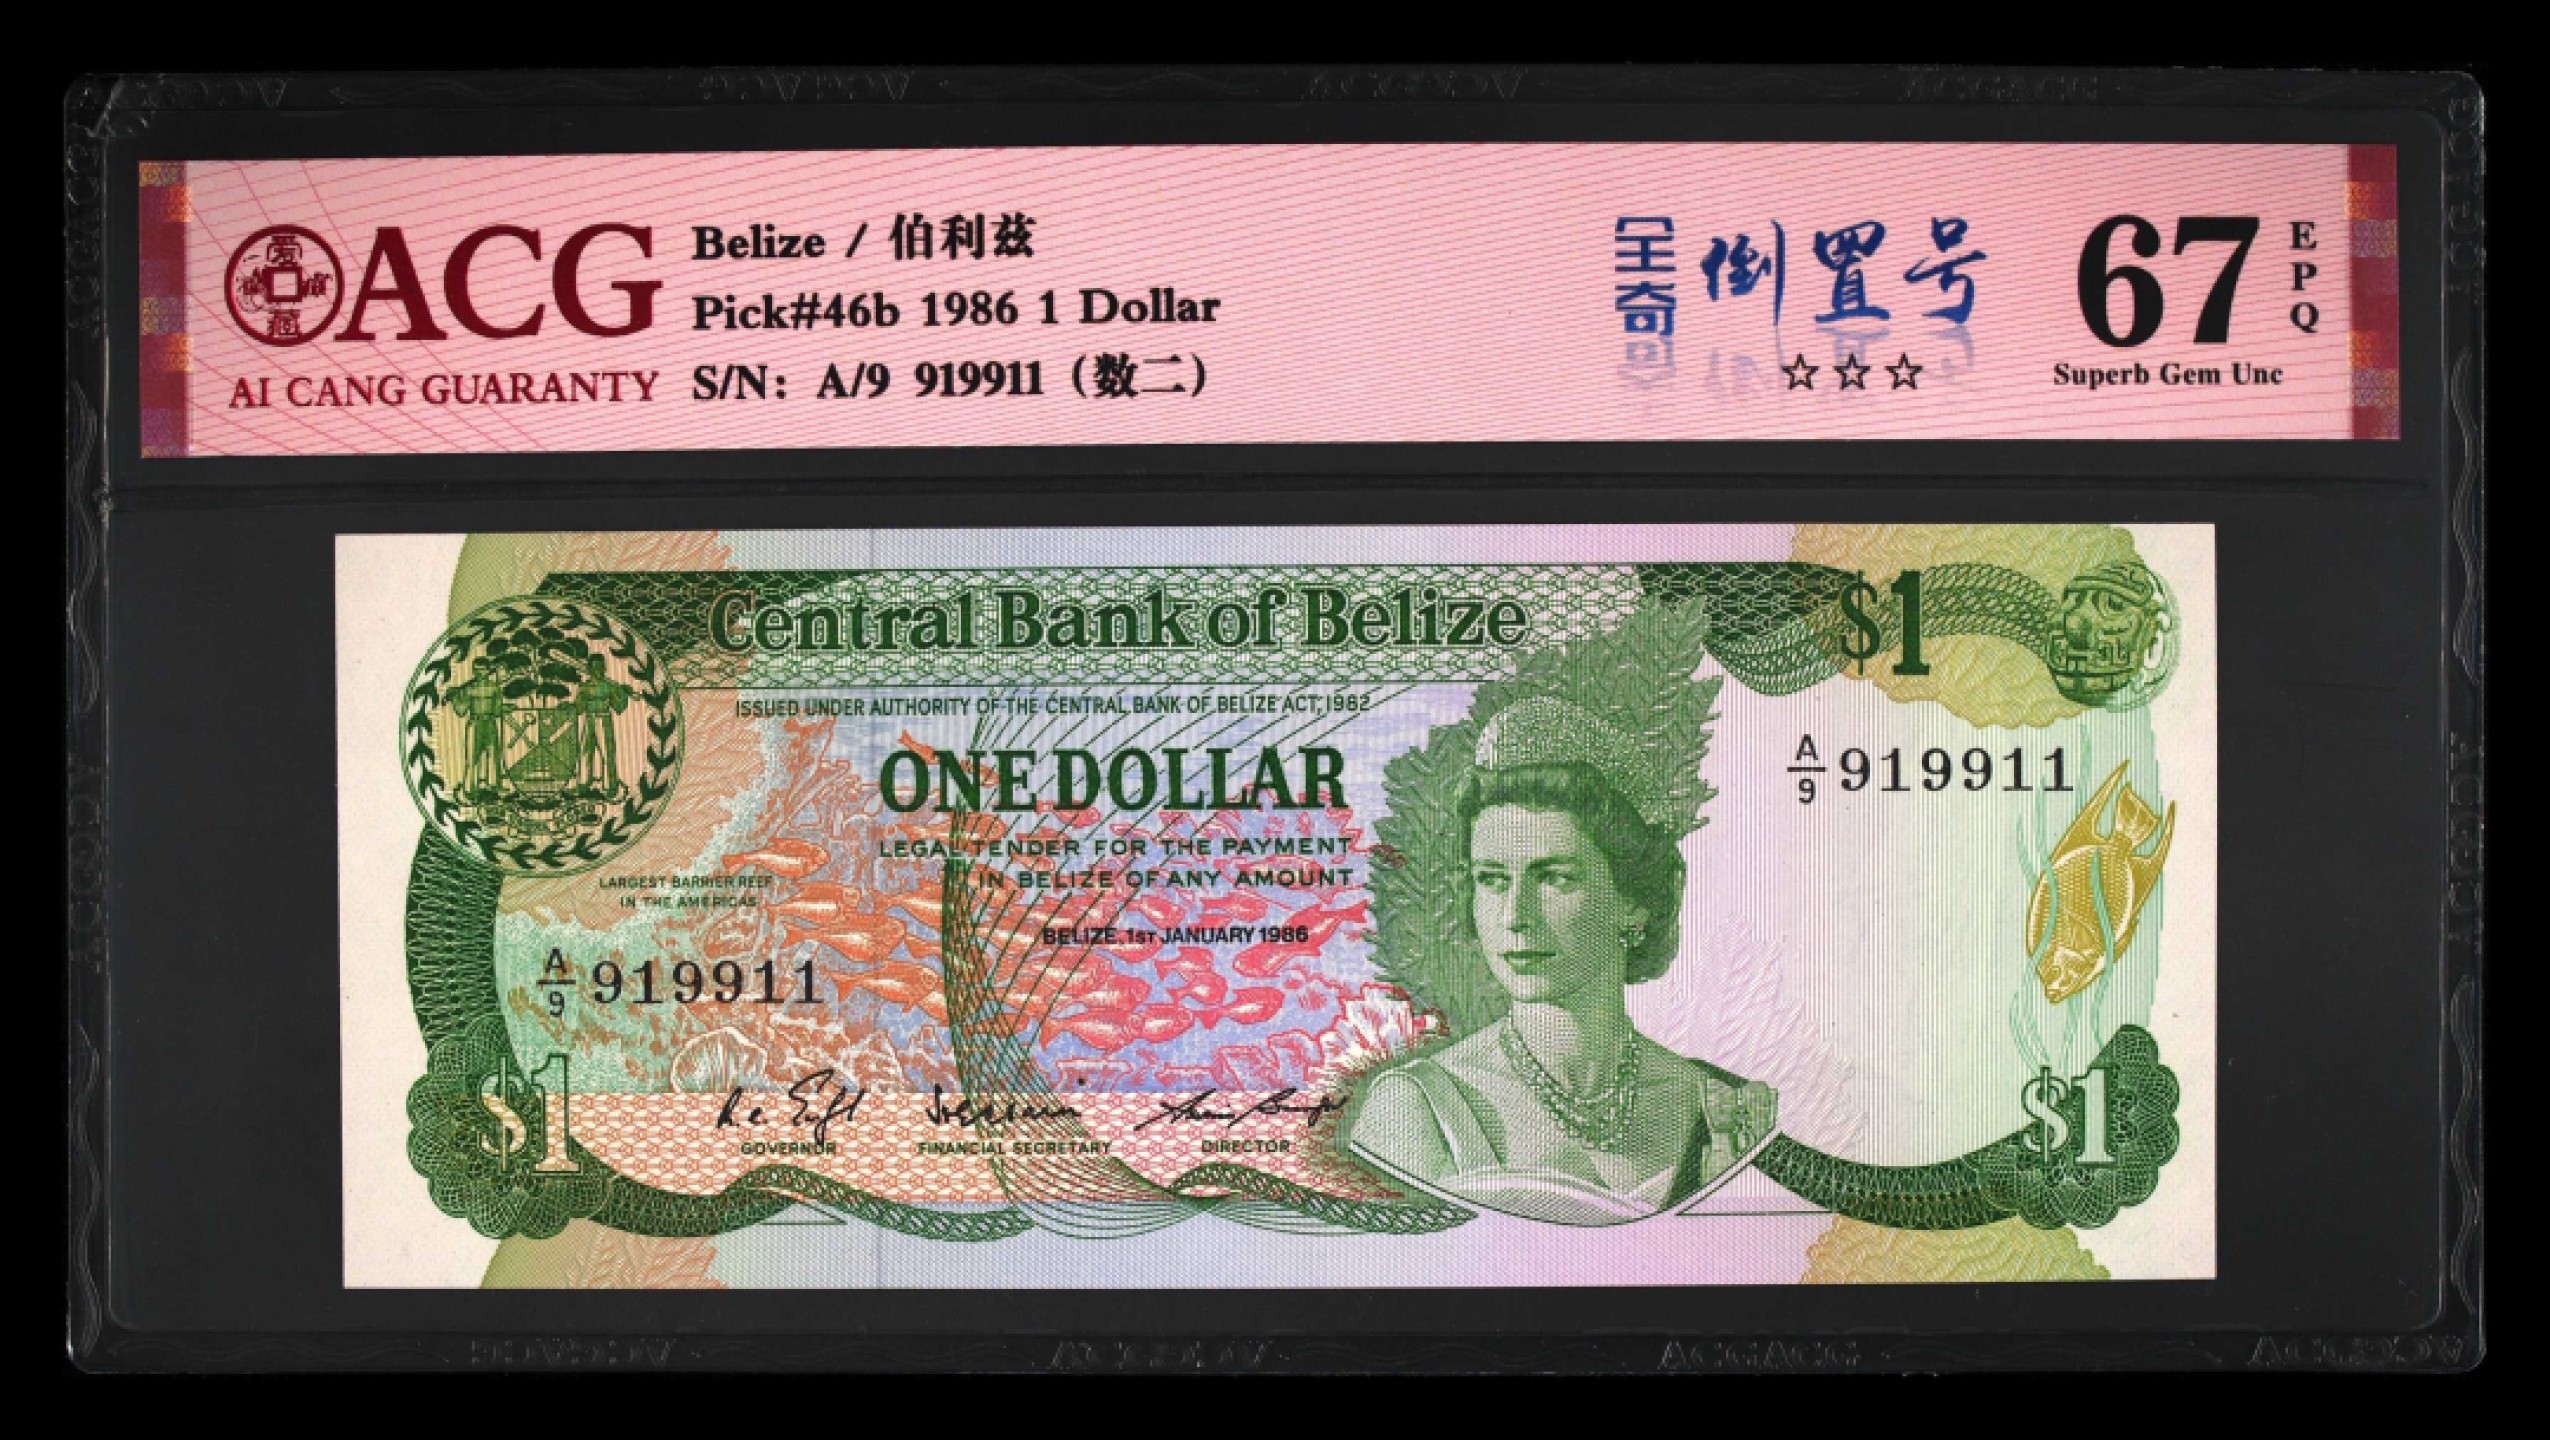 ACG
AI CANG GUARANTY
爱
藏
Belize / 伯利兹
Pick#46b 1986 1 Dollar
S/N: A/9 919911 (数二)
全奇
倒置号
☆☆☆
67
EPQ
Superb Gem Unc
Central Bank of Belize
$1
ISSUED UNDER AUTHORITY OF THE CENTRAL BANK OF BELIZE ACT, 1982
ONE DOLLAR
A/9 919911
LEGAL TENDER FOR THE PAYMENT
IN BELIZE OF ANY AMOUNT
LARGEST BARRIER REEF
IN THE AMERICAS
BELIZE, 1ST JANUARY 1986
A/9 919911
$1
GOVERNOR
FINANCIAL SECRETARY
DIRECTOR
$1